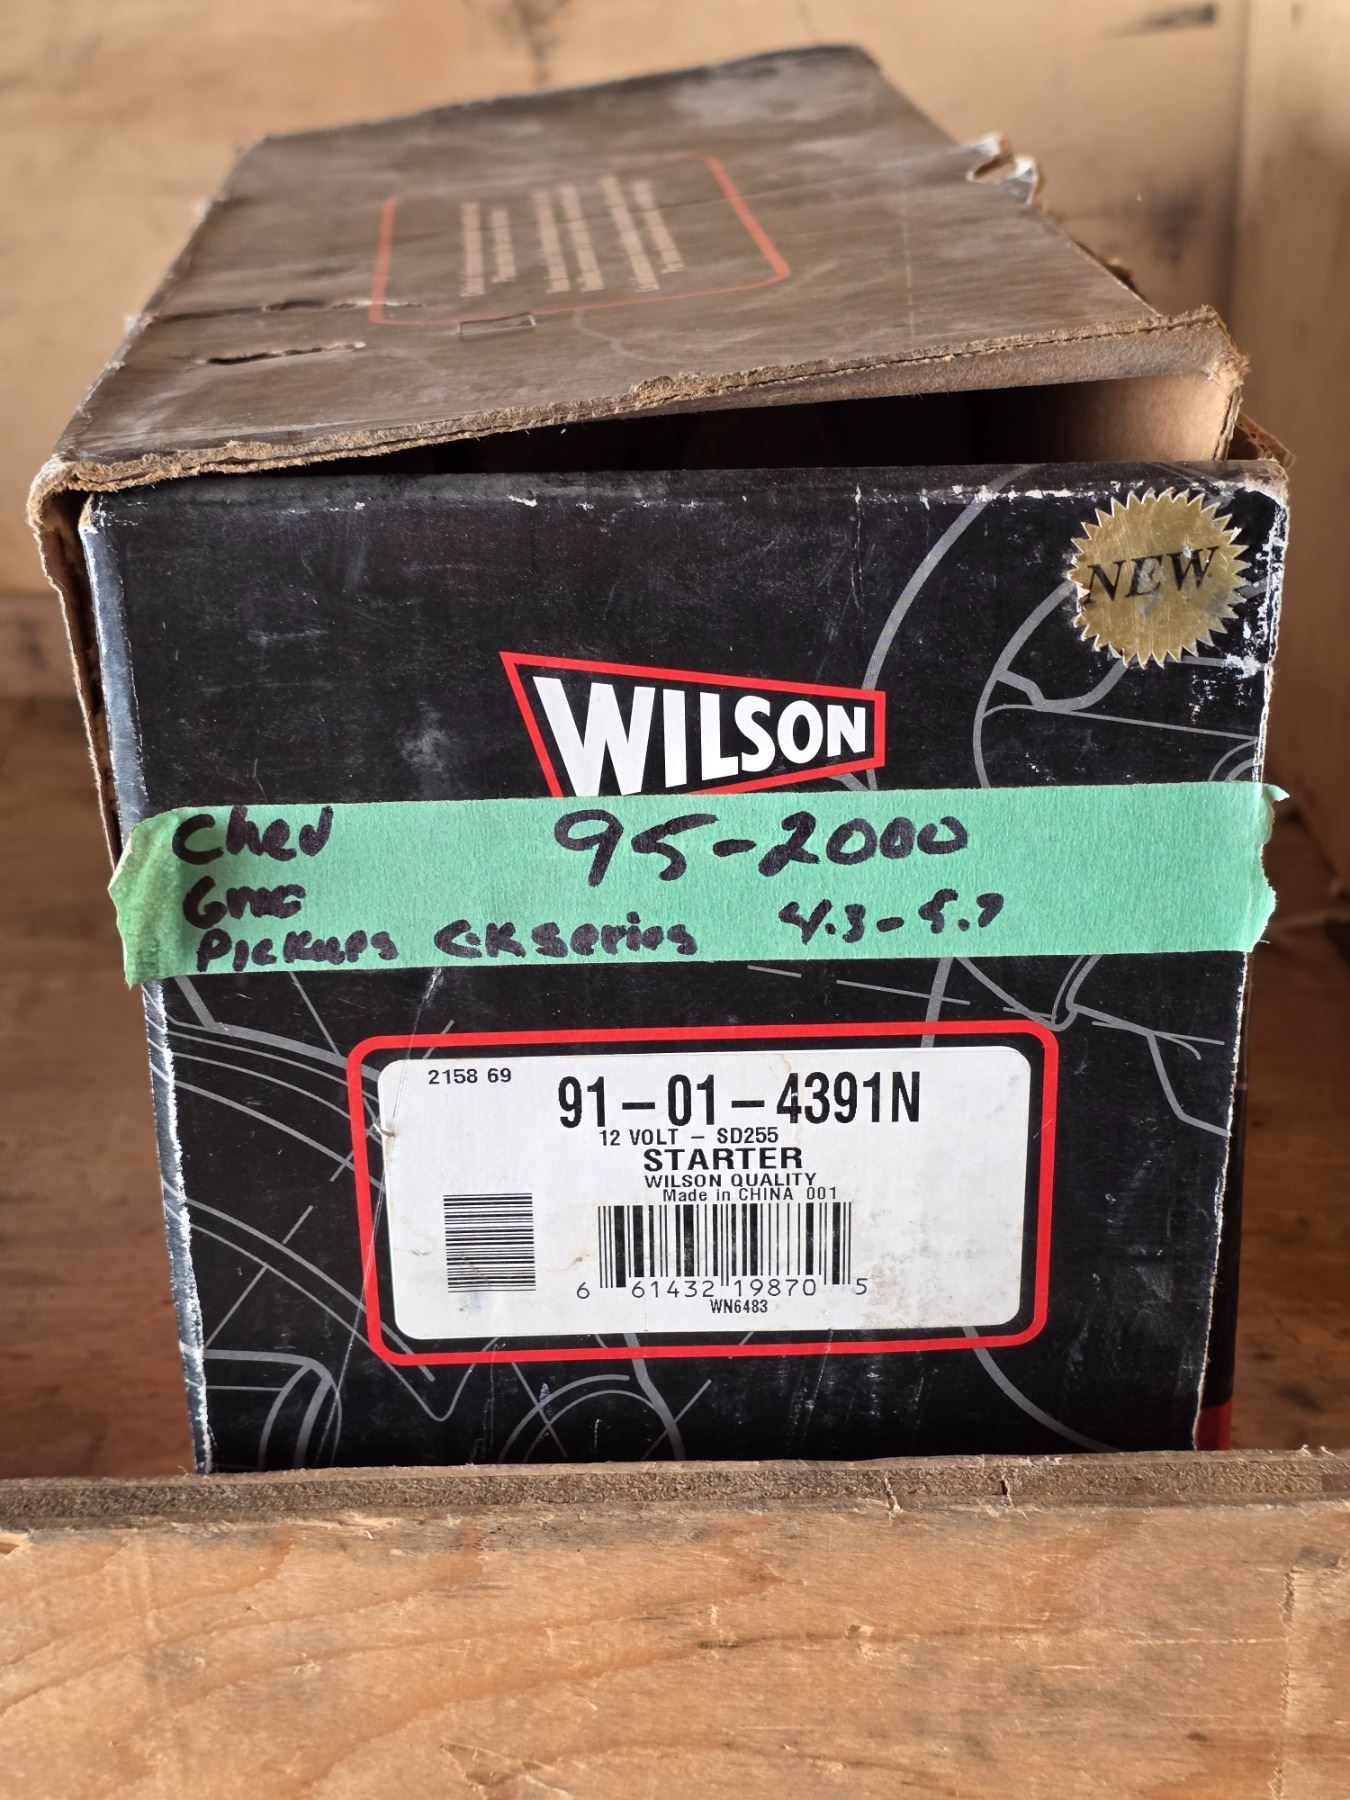 NEW
WILSON
Chev 95-2000
Gmc
Pickups C.K Series 4.3-5.7
2158 69
91-01-4391N
12 VOLT - SD255
STARTER
WILSON QUALITY
Made in CHINA 001
6 61432 19870 5
WN6483